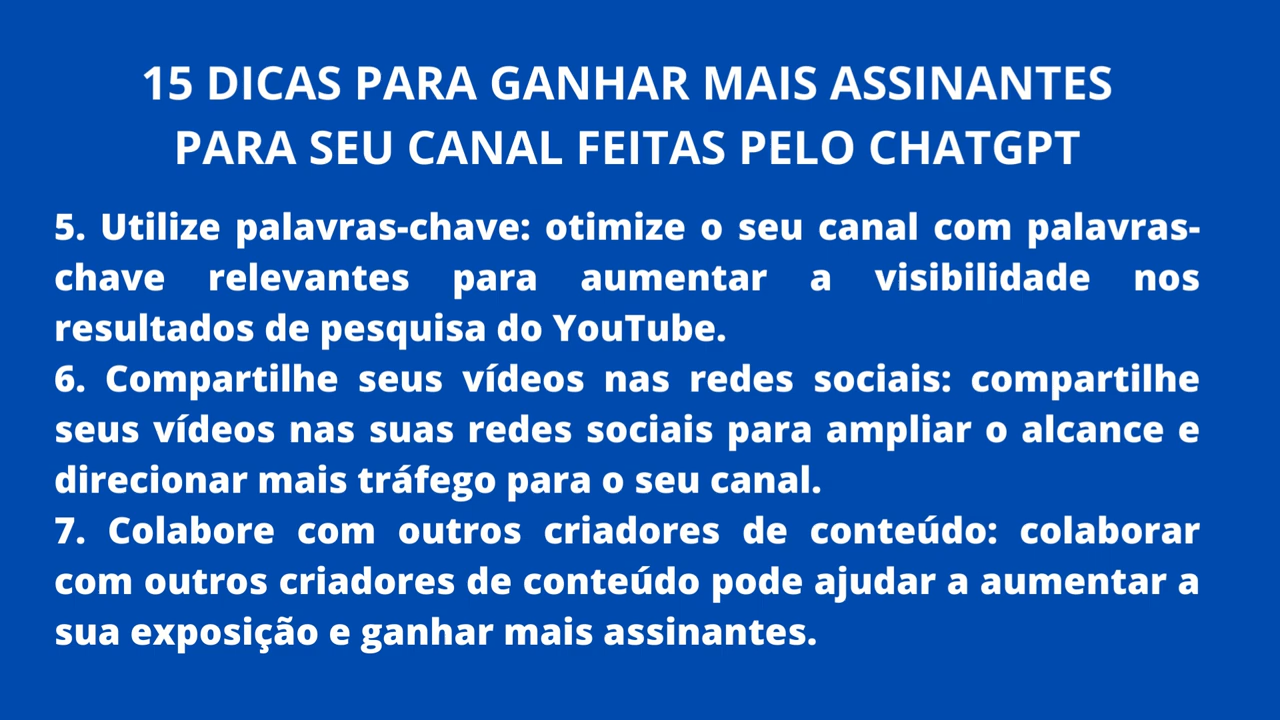 15 DICAS PARA GANHAR MAIS ASSINANTES
PARA SEU CANAL FEITAS PELO CHATGPT
5. Utilize palavras-chave: otimize o seu canal com palavras-
chave relevantes para aumentar a visibilidade nos
resultados de pesquisa do YouTube.
6. Compartilhe seus vídeos nas redes sociais: compartilhe
seus vídeos nas suas redes sociais para ampliar o alcance e
direcionar mais tráfego para o seu canal.
7. Colabore com outros criadores de conteúdo: colaborar
com outros criadores de conteúdo pode ajudar a aumentar a
sua exposição e ganhar mais assinantes.